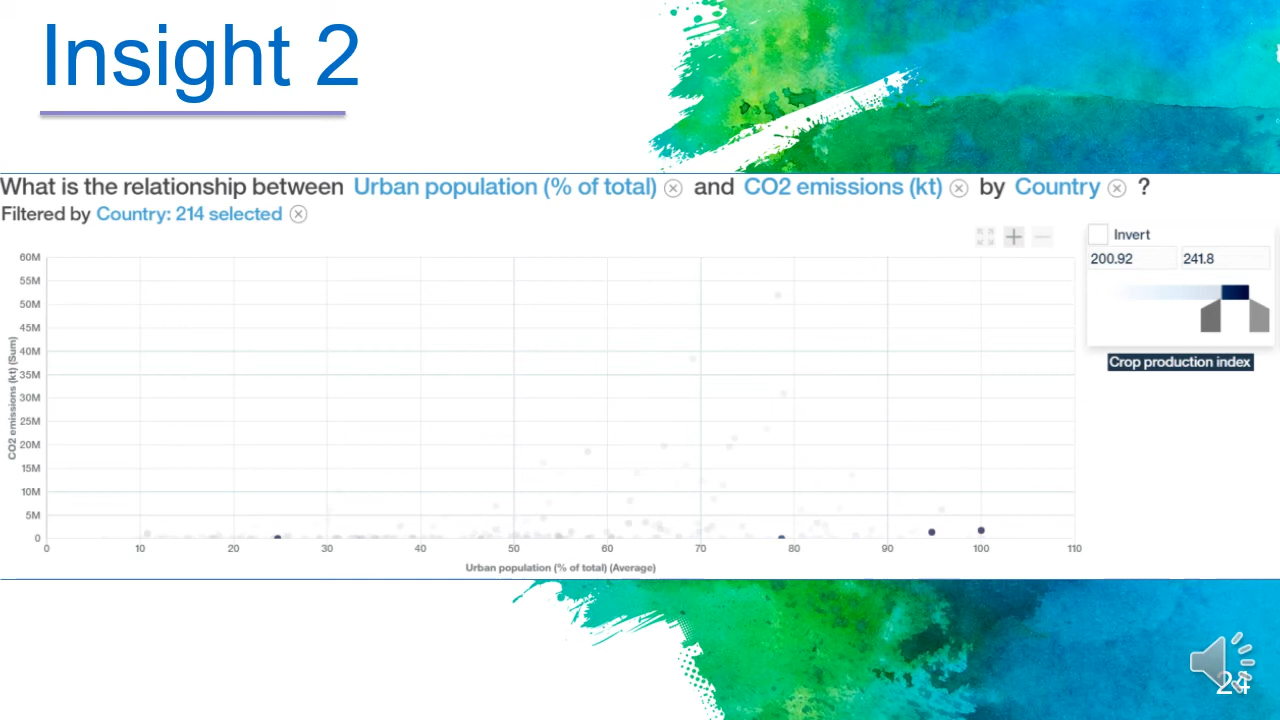 Insight 2
What is the relationship between Urban population (% of total) and CO2 emissions (kt) by Country ?
Filtered by Country: 214 selected
Invert
200.92 241.8
Crop production index
60M
55M
50M
45M
40M
35M
30M
25M
20M
15M
10M
5M
0
CO2 emissions (kt) (Sum)
0 10 20 30 40 50 60 70 80 90 100 110
Urban population (% of total) (Average)
24